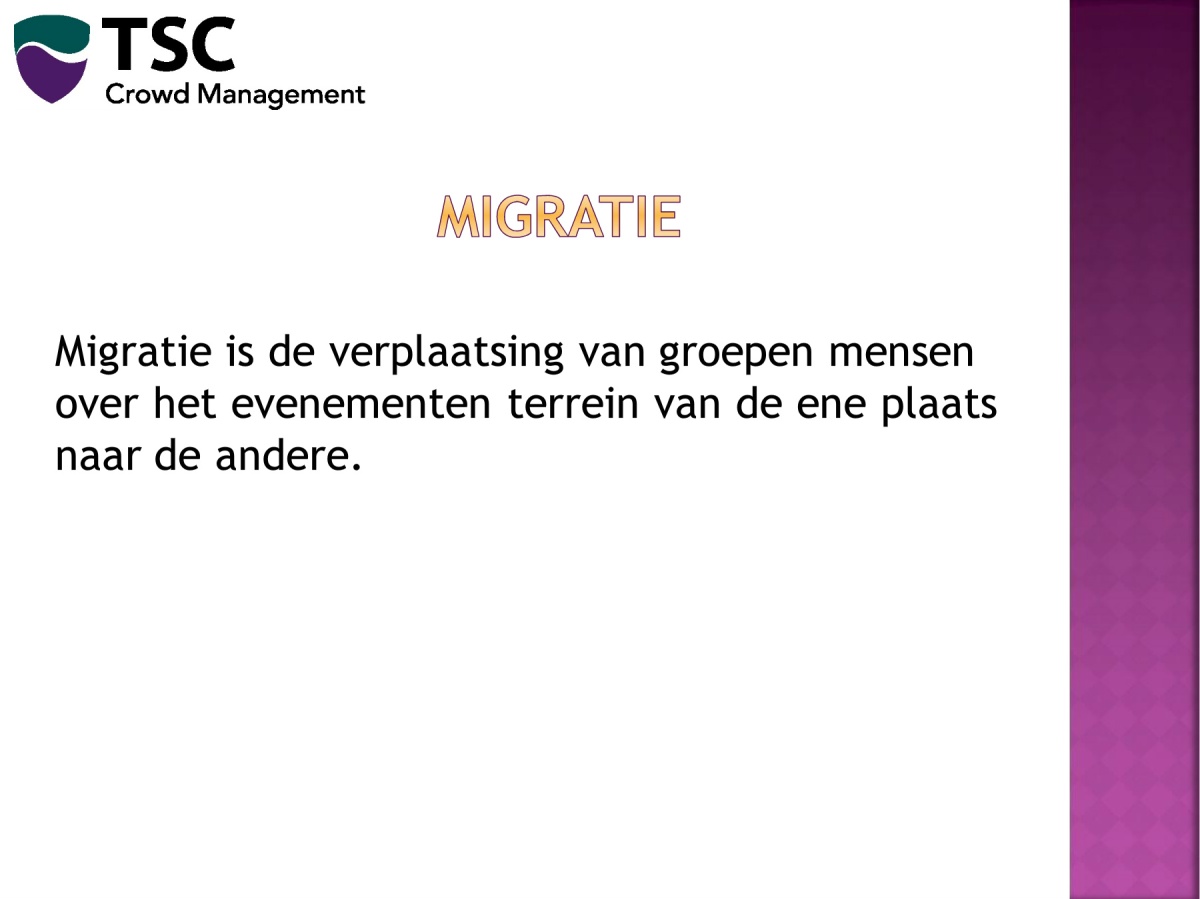 TSC
Crowd Management
MIGRATIE
Migratie is de verplaatsing van groepen mensen
over het evenementen terrein van de ene plaats
naar de andere.